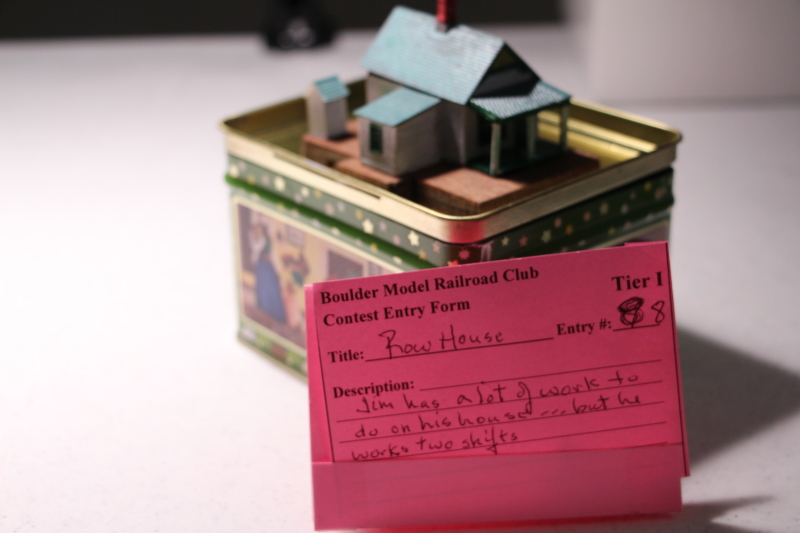 Boulder Model Railroad Club
Tier I
Contest Entry Form
Title: Row House
Entry #: 8
Description:
Jim has a lot of work to
do on his house ... but he
works two shifts